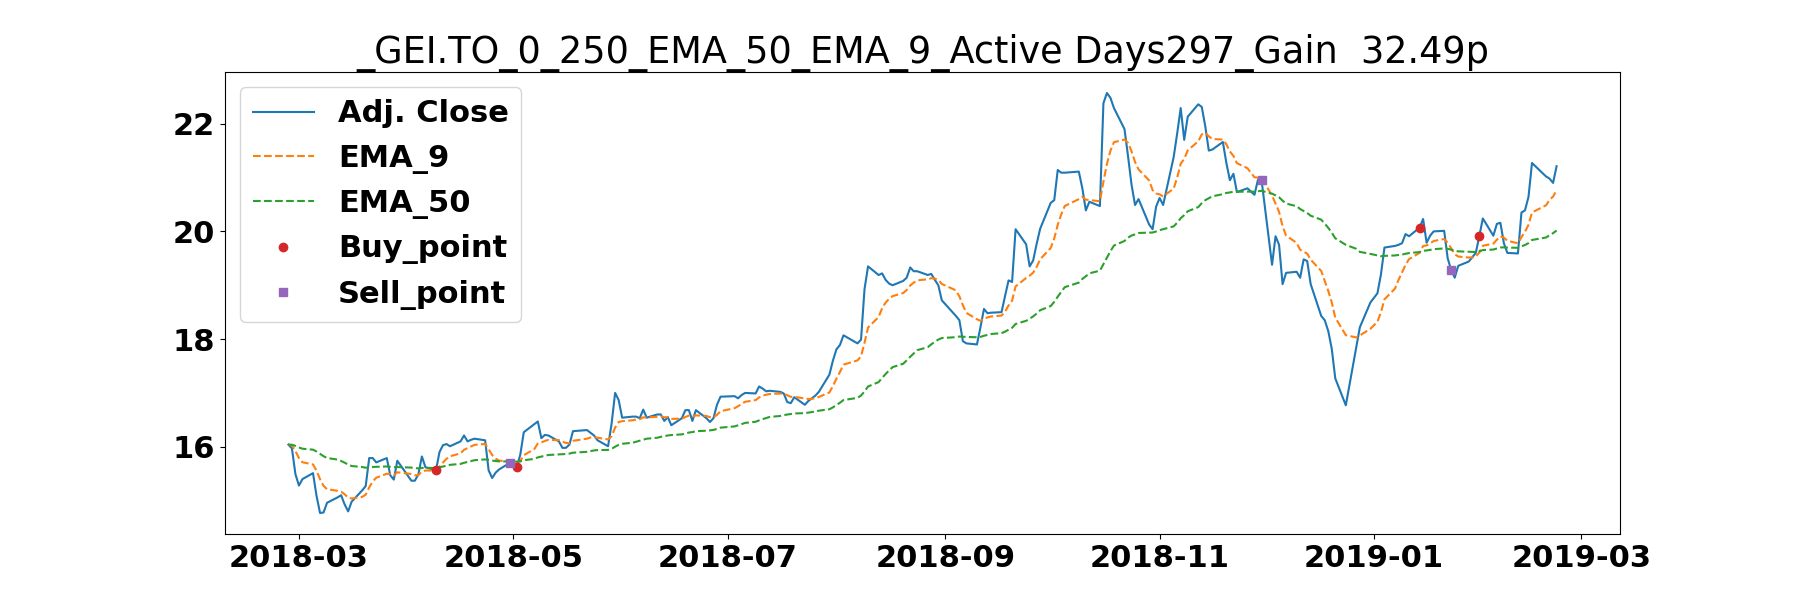 _GEI.TO_0_250_EMA_50_EMA_9_Active Days297_Gain  32.49p
Adj. Close
EMA_9
EMA_50
Buy_point
Sell_point
22
20
18
16
2018-03 2018-05 2018-07 2018-09 2018-11 2019-01 2019-03